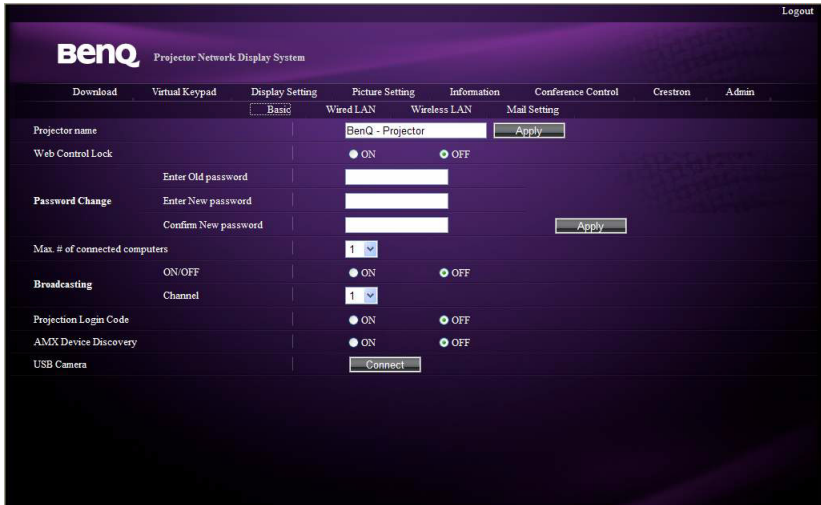 Logout
BenQ Projector Network Display System
Download Virtual Keypad Display Setting Picture Setting Information Conference Control Crestron Admin
Basic Wired LAN Wireless LAN Mail Setting
Projector name BenQ - Projector Apply
Web Control Lock ON OFF
Enter Old password
Password Change Enter New password
Confirm New password Apply
Max. # of connected computers 1
ON/OFF ON OFF
Broadcasting
Channel 1
Projection Login Code ON OFF
AMX Device Discovery ON OFF
USB Camera Connect